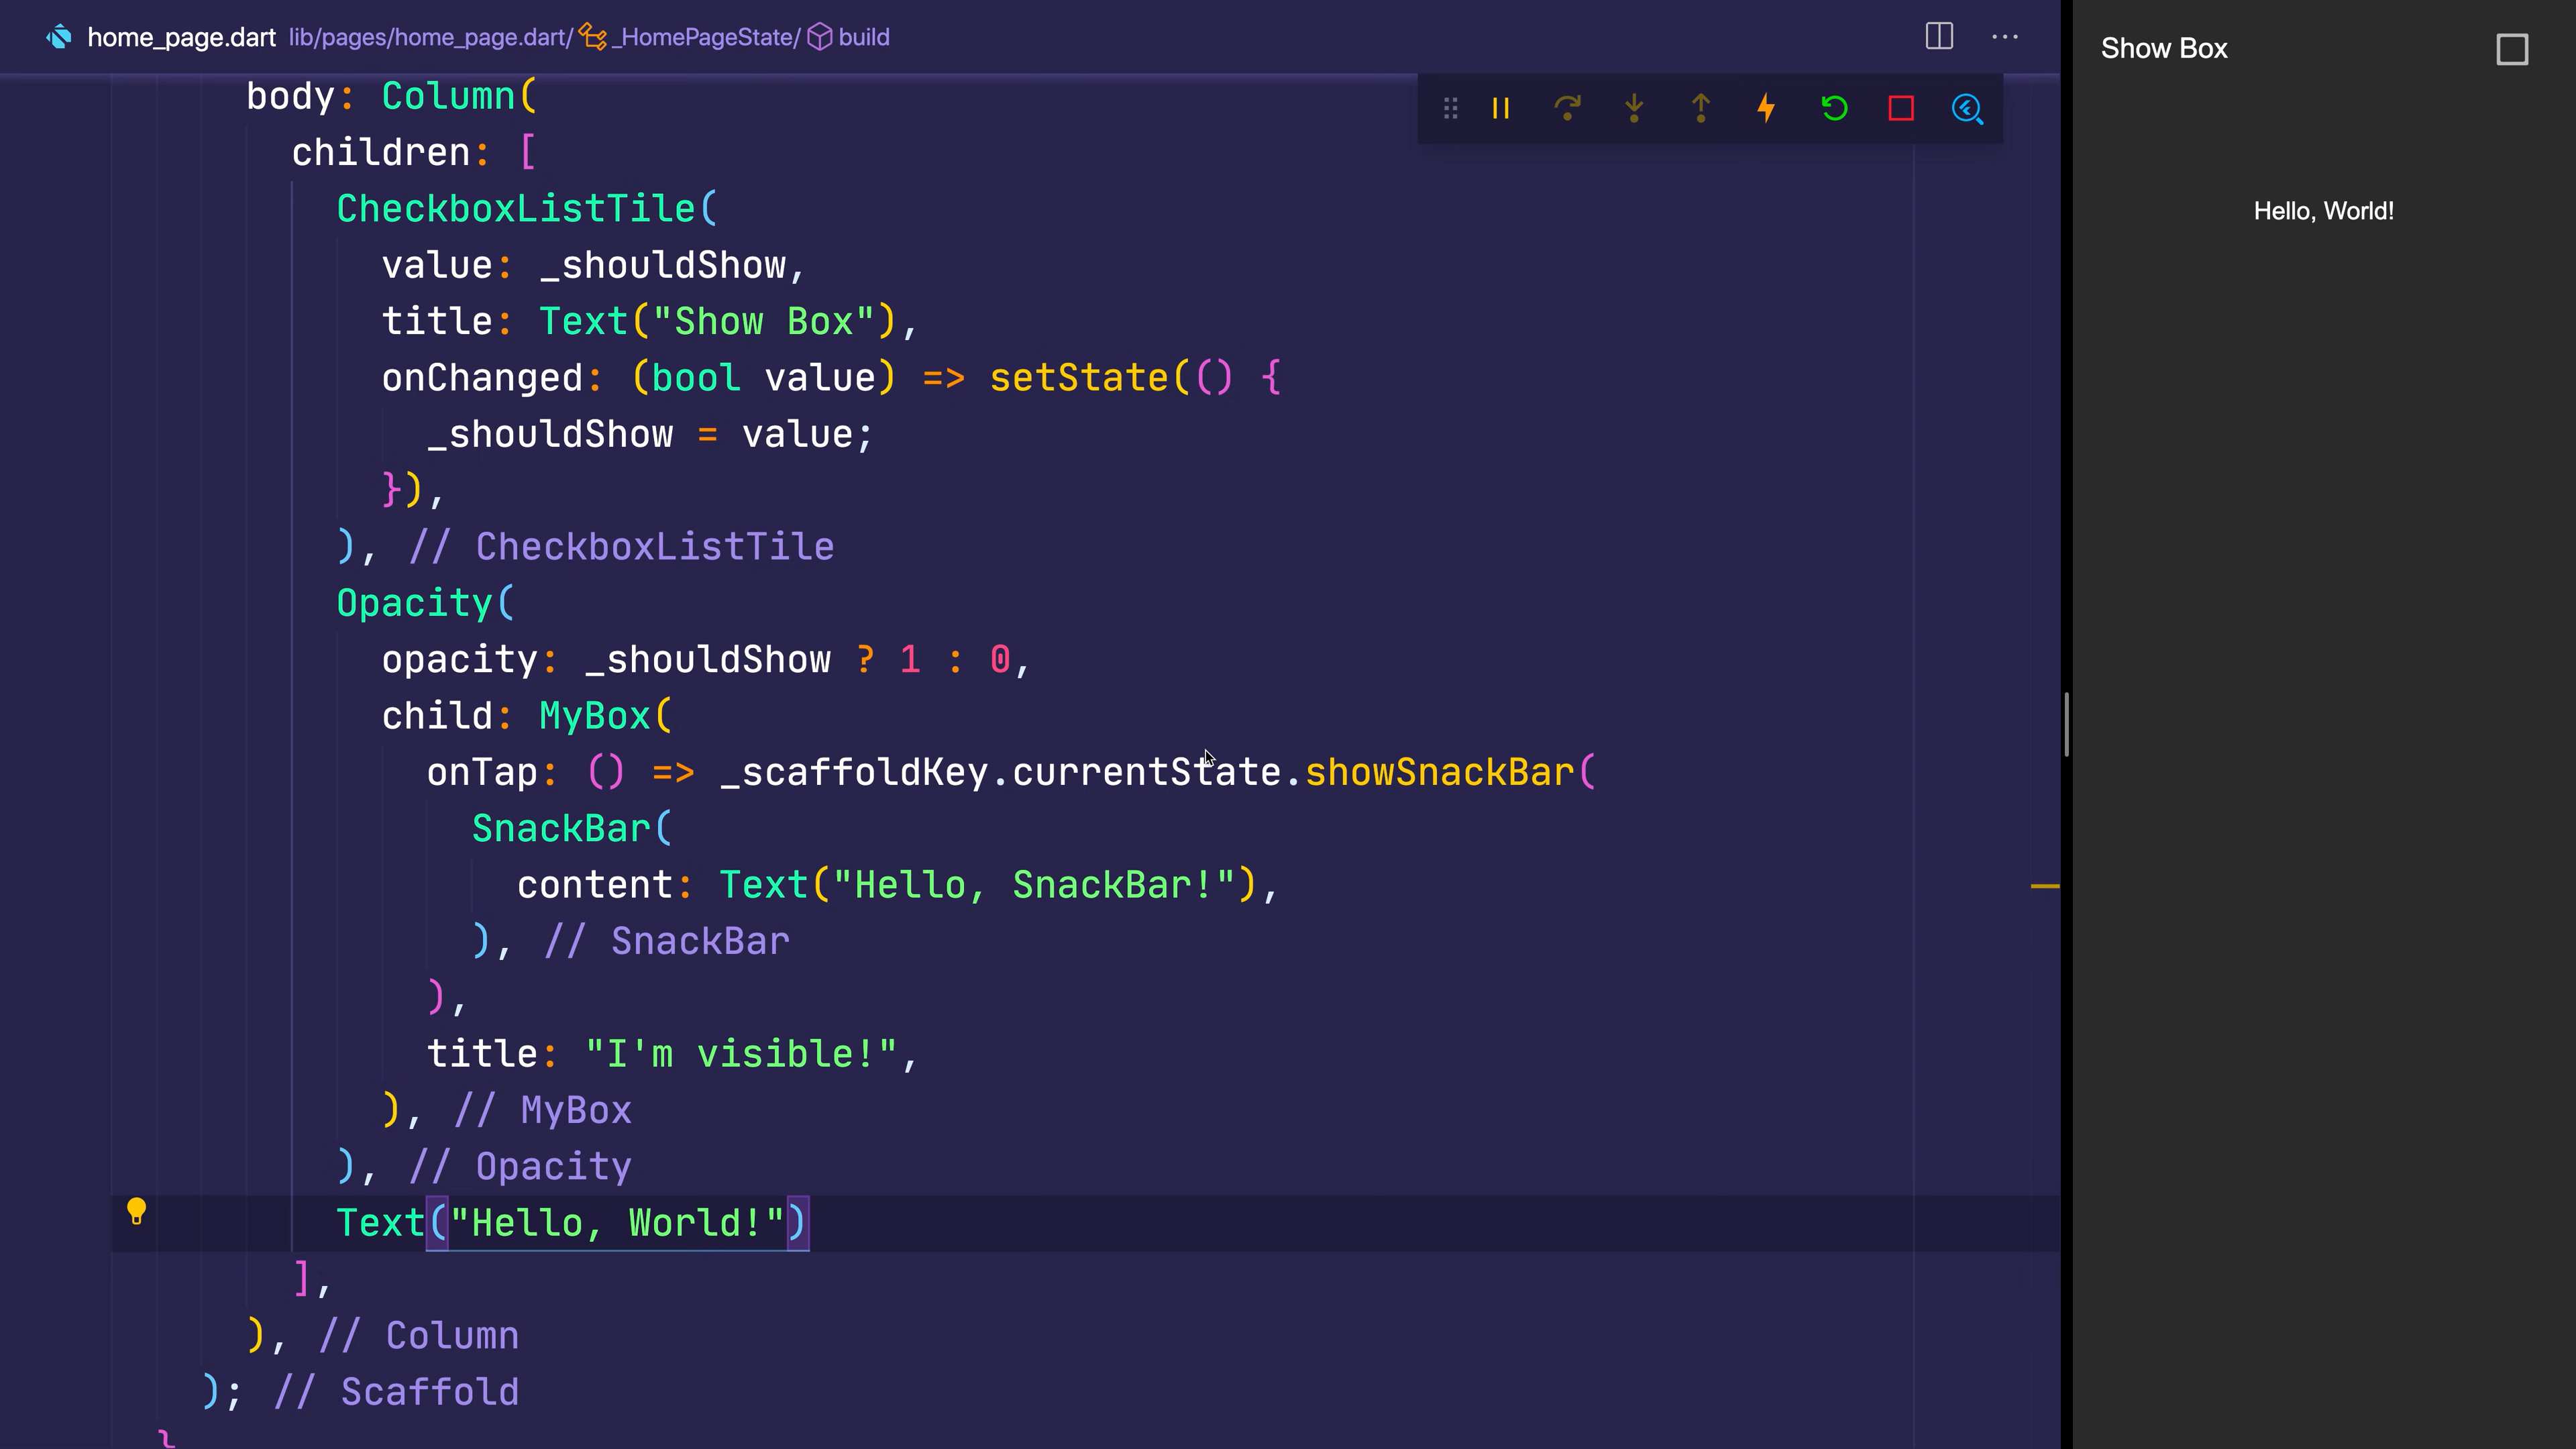 home_page.dart lib/pages/home_page.dart/ _HomePageState/ build
body: Column(
children: [
CheckboxListTile(
value: _shouldShow,
title: Text("Show Box"),
onChanged: (bool value) => setState(() {
_shouldShow = value;
}),
), // CheckboxListTile
Opacity(
opacity: _shouldShow ? 1 : 0,
child: MyBox(
onTap: () => _scaffoldKey.currentState.showSnackBar(
SnackBar(
content: Text("Hello, SnackBar!"),
), // SnackBar
),
title: "I'm visible!",
), // MyBox
), // Opacity
Text("Hello, World!")
],
), // Column
); // Scaffold
}
Show Box
Hello, World!